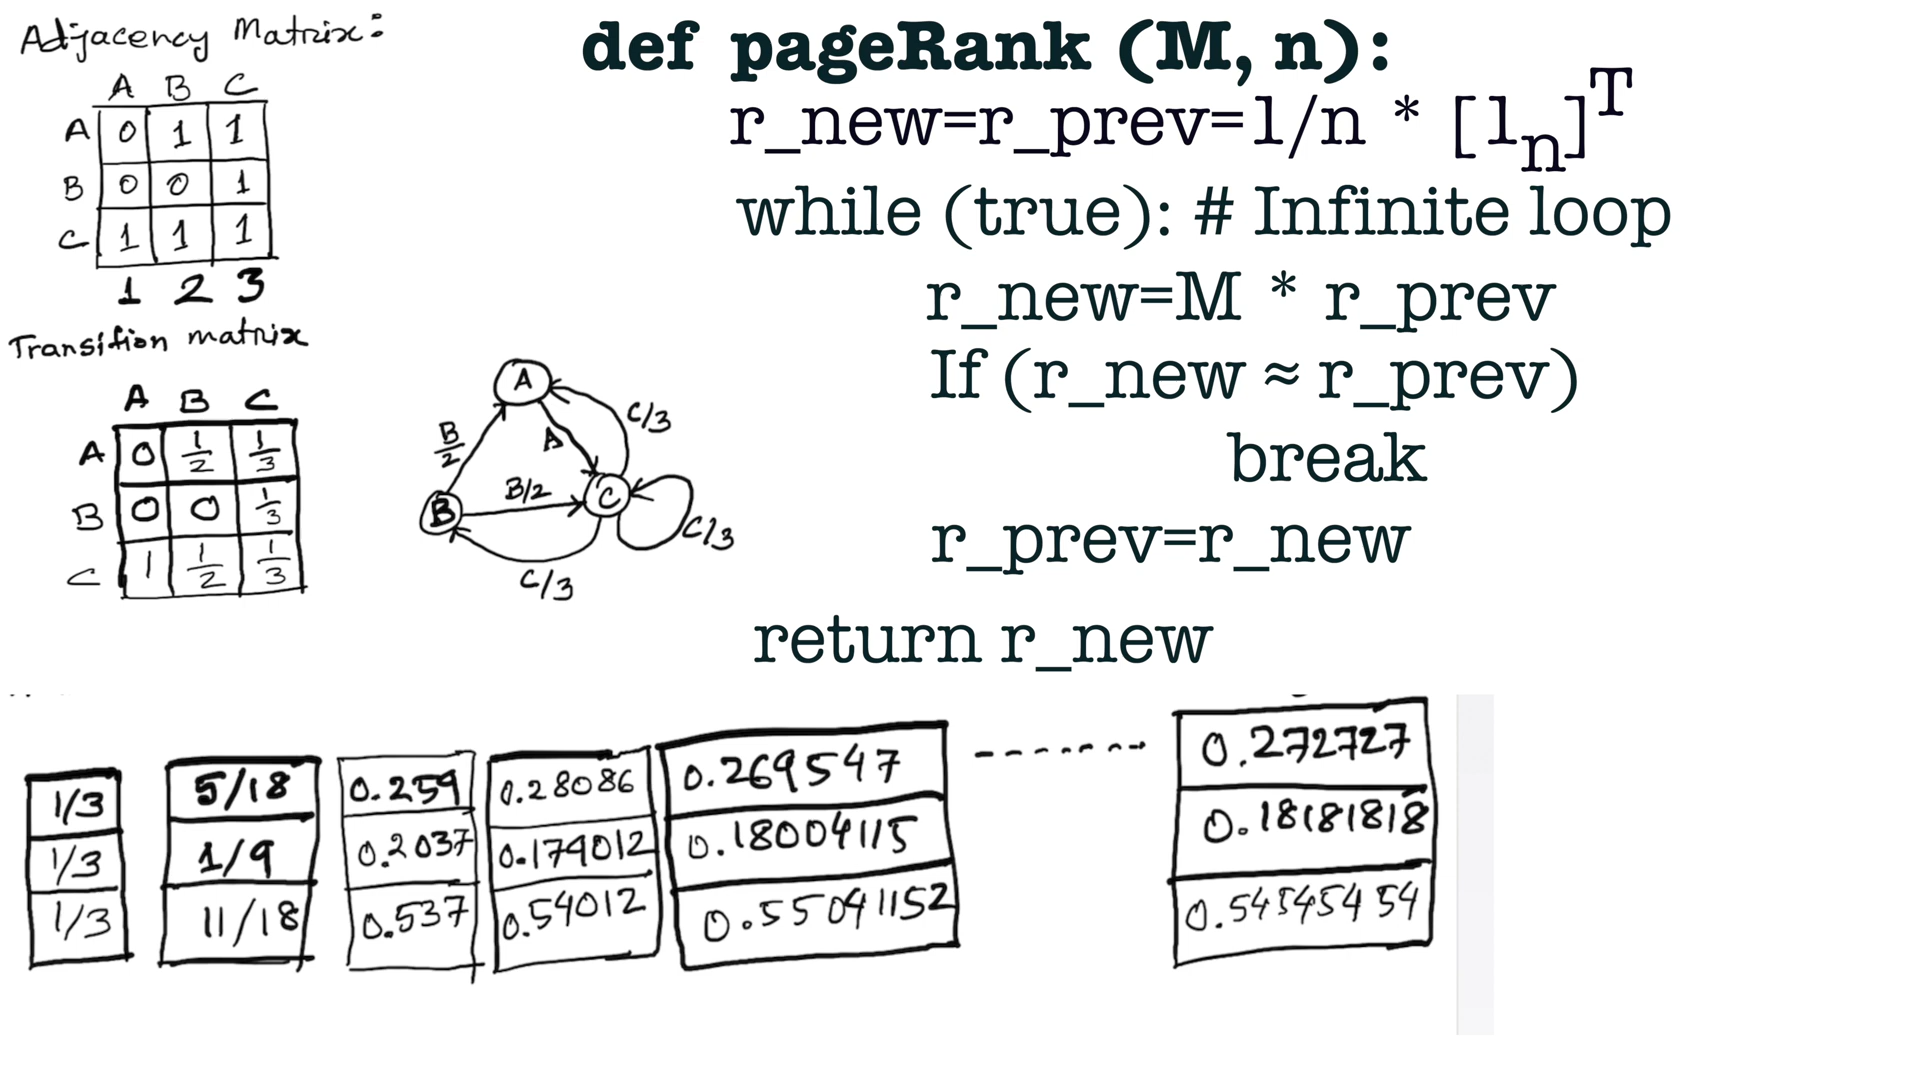 Adjacency Matrix:
A B C
A 0 1 1
B 0 0 1
C 1 1 1
1 2 3
Transition matrix
A B C
A 0 1/2 1/3
B 0 0 1/3
C 1 1/2 1/3
A
B/2
A
C/3
B
B/2
C
C/3
C/3
def pageRank (M, n):
r_new=r_prev=1/n * [1n]T
while (true): # Infinite loop
r_new=M * r_prev
If (r_new ≈ r_prev)
break
r_prev=r_new
return r_new
1/3 5/18 0.259 0.28086 0.269547 0.272727
1/3 1/9 0.2037 0.179012 0.18004115 0.18181818
1/3 11/18 0.537 0.54012 0.55041152 0.545454 54